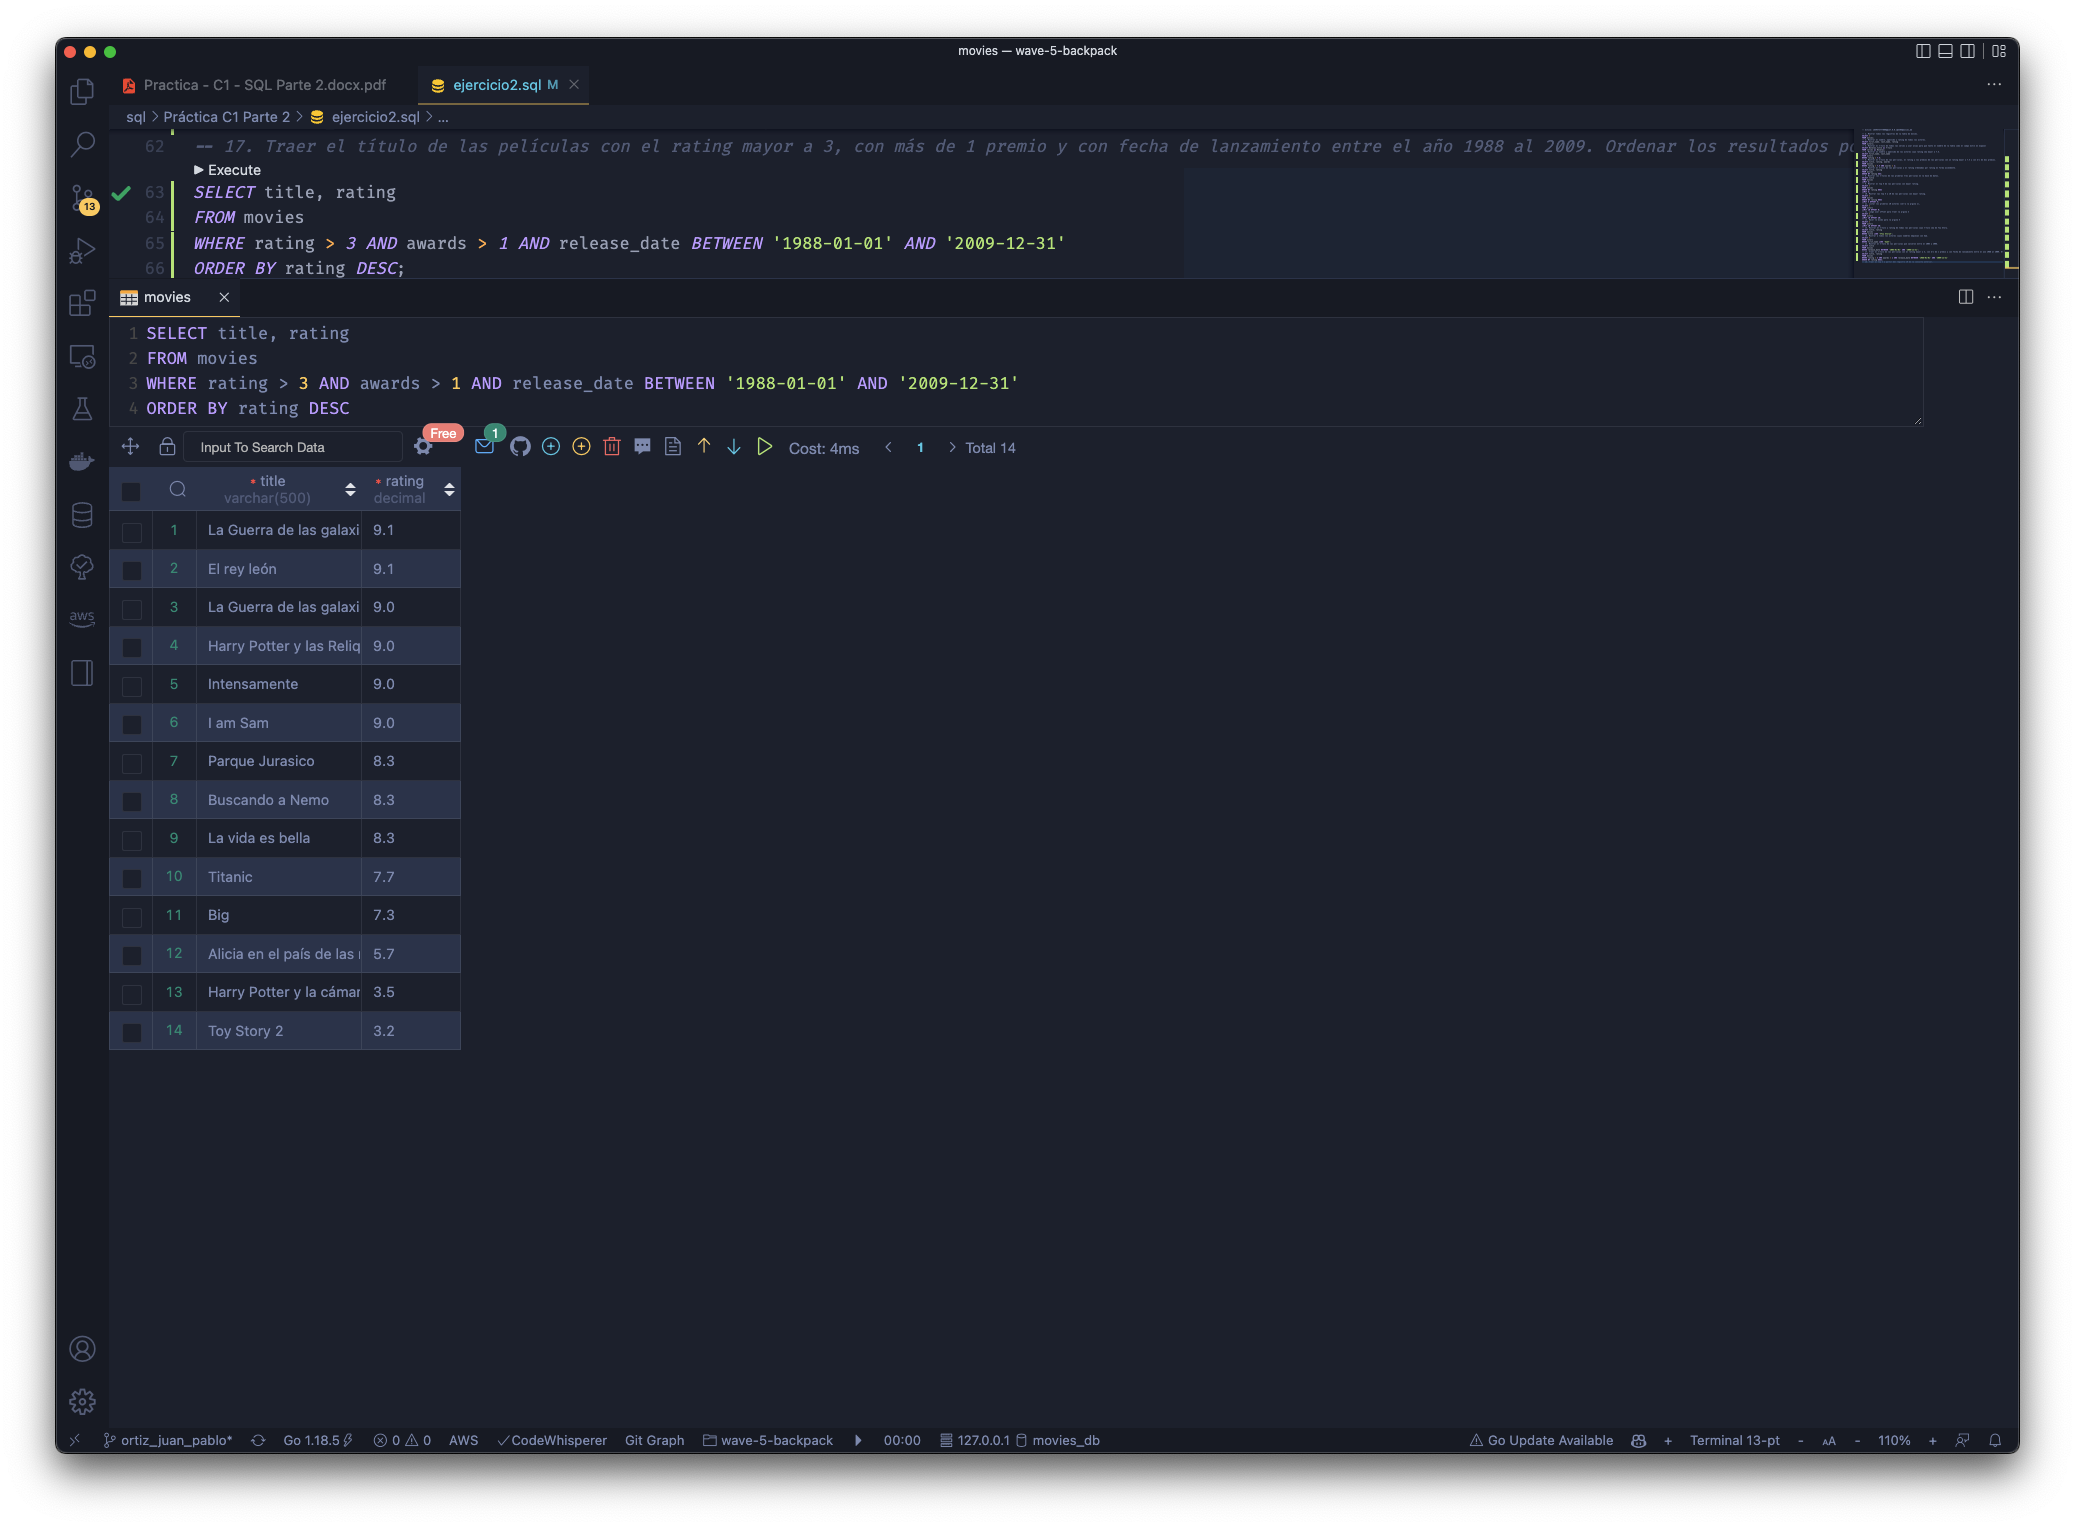 movies — wave-5-backpack
Practica - C1 - SQL Parte 2.docx.pdf
ejercicio2.sql M
sql > Práctica C1 Parte 2 > ejercicio2.sql > ...
62 -- 17. Traer el título de las películas con el rating mayor a 3, con más de 1 premio y con fecha de lanzamiento entre el año 1988 al 2009. Ordenar los resultados
Execute
63 SELECT title, rating
64 FROM movies
65 WHERE rating > 3 AND awards > 1 AND release_date BETWEEN '1988-01-01' AND '2009-12-31'
66 ORDER BY rating DESC;
13
movies
1 SELECT title, rating
2 FROM movies
3 WHERE rating > 3 AND awards > 1 AND release_date BETWEEN '1988-01-01' AND '2009-12-31'
4 ORDER BY rating DESC
Input To Search Data Free 1 Cost: 4ms < 1 > Total 14
* title * rating
varchar(500) decimal
1 La Guerra de las galaxi 9.1
2 El rey león 9.1
3 La Guerra de las galaxi 9.0
4 Harry Potter y las Reliq 9.0
5 Intensamente 9.0
6 I am Sam 9.0
7 Parque Jurasico 8.3
8 Buscando a Nemo 8.3
9 La vida es bella 8.3
10 Titanic 7.7
11 Big 7.3
12 Alicia en el país de las 5.7
13 Harry Potter y la cámar 3.5
14 Toy Story 2 3.2
aws
ortiz_juan_pablo* Go 1.18.5 0 0 AWS CodeWhisperer Git Graph wave-5-backpack 00:00 127.0.0.1 movies_db Go Update Available + Terminal 13-pt - AA - 110% +